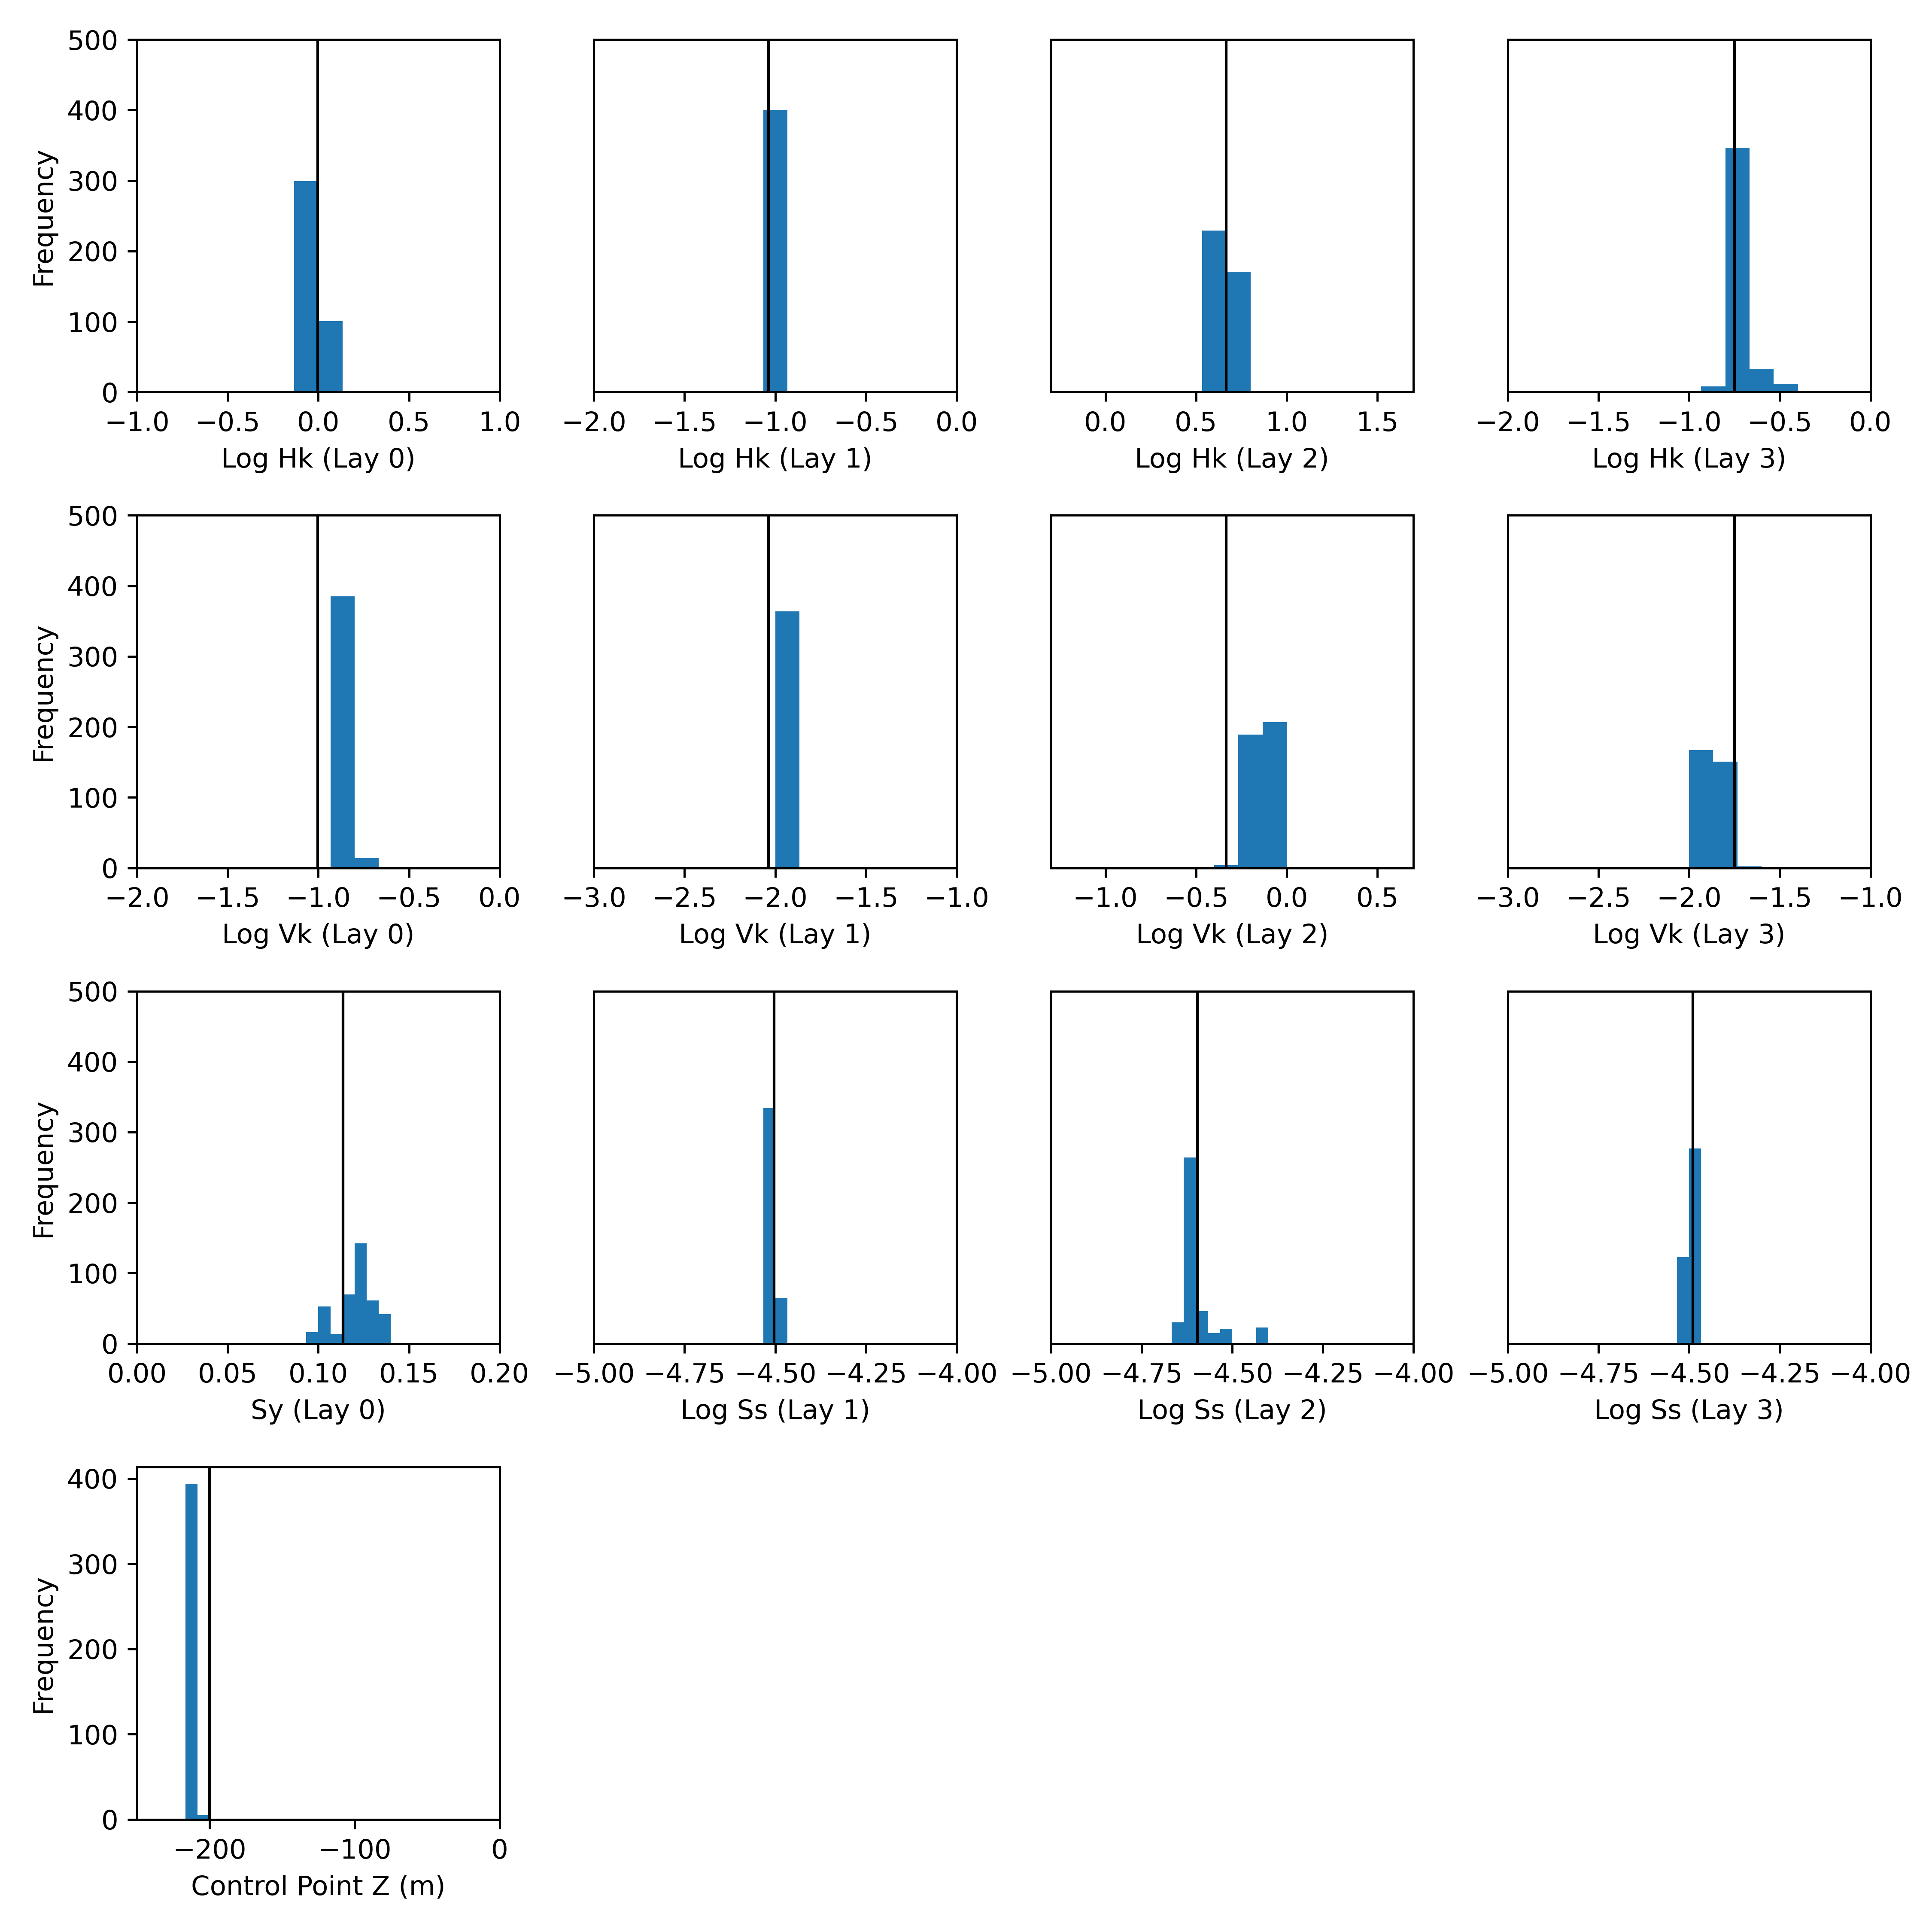 500
400
300
200
100
0
Frequency
−1.0 −0.5 0.0 0.5 1.0
Log Hk (Lay 0)
−2.0 −1.5 −1.0 −0.5 0.0
Log Hk (Lay 1)
0.0 0.5 1.0 1.5
Log Hk (Lay 2)
−2.0 −1.5 −1.0 −0.5 0.0
Log Hk (Lay 3)
500
400
300
200
100
0
Frequency
−2.0 −1.5 −1.0 −0.5 0.0
Log Vk (Lay 0)
−3.0 −2.5 −2.0 −1.5 −1.0
Log Vk (Lay 1)
−1.0 −0.5 0.0 0.5
Log Vk (Lay 2)
−3.0 −2.5 −2.0 −1.5 −1.0
Log Vk (Lay 3)
500
400
300
200
100
0
Frequency
0.00 0.05 0.10 0.15 0.20
Sy (Lay 0)
−5.00 −4.75 −4.50 −4.25 −4.00
Log Ss (Lay 1)
−5.00 −4.75 −4.50 −4.25 −4.00
Log Ss (Lay 2)
−5.00 −4.75 −4.50 −4.25 −4.00
Log Ss (Lay 3)
400
300
200
100
0
Frequency
−200 −100 0
Control Point Z (m)